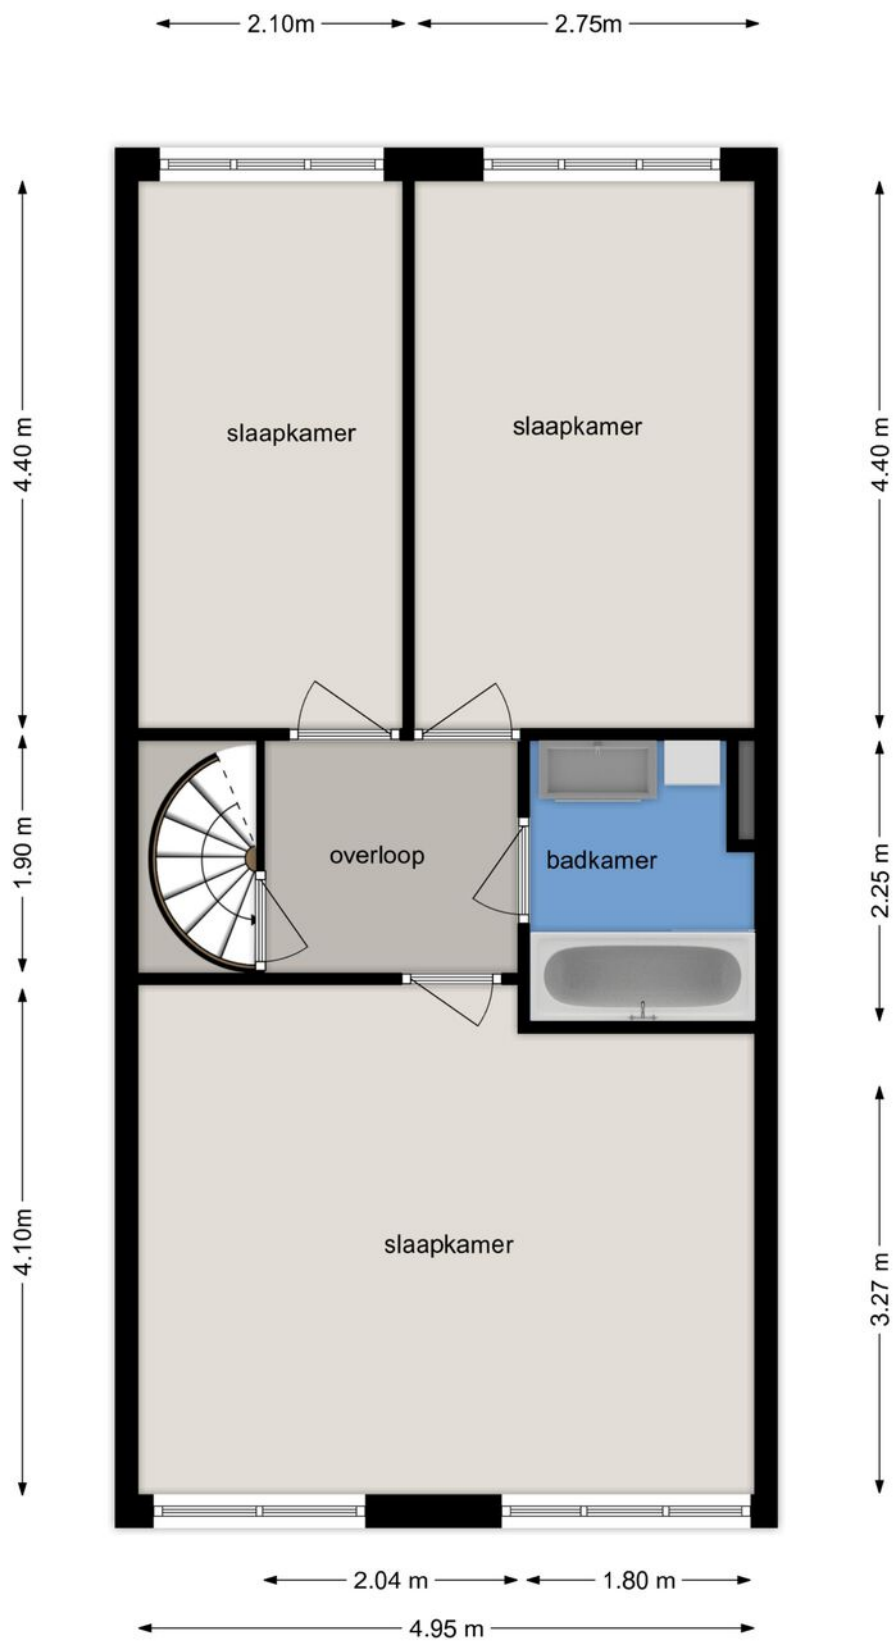 2.10m
2.75m
4.40 m
4.40 m
slaapkamer
slaapkamer
1.90 m
overloop
badkamer
2.25 m
4.10m
slaapkamer
3.27 m
2.04 m
1.80 m
4.95 m